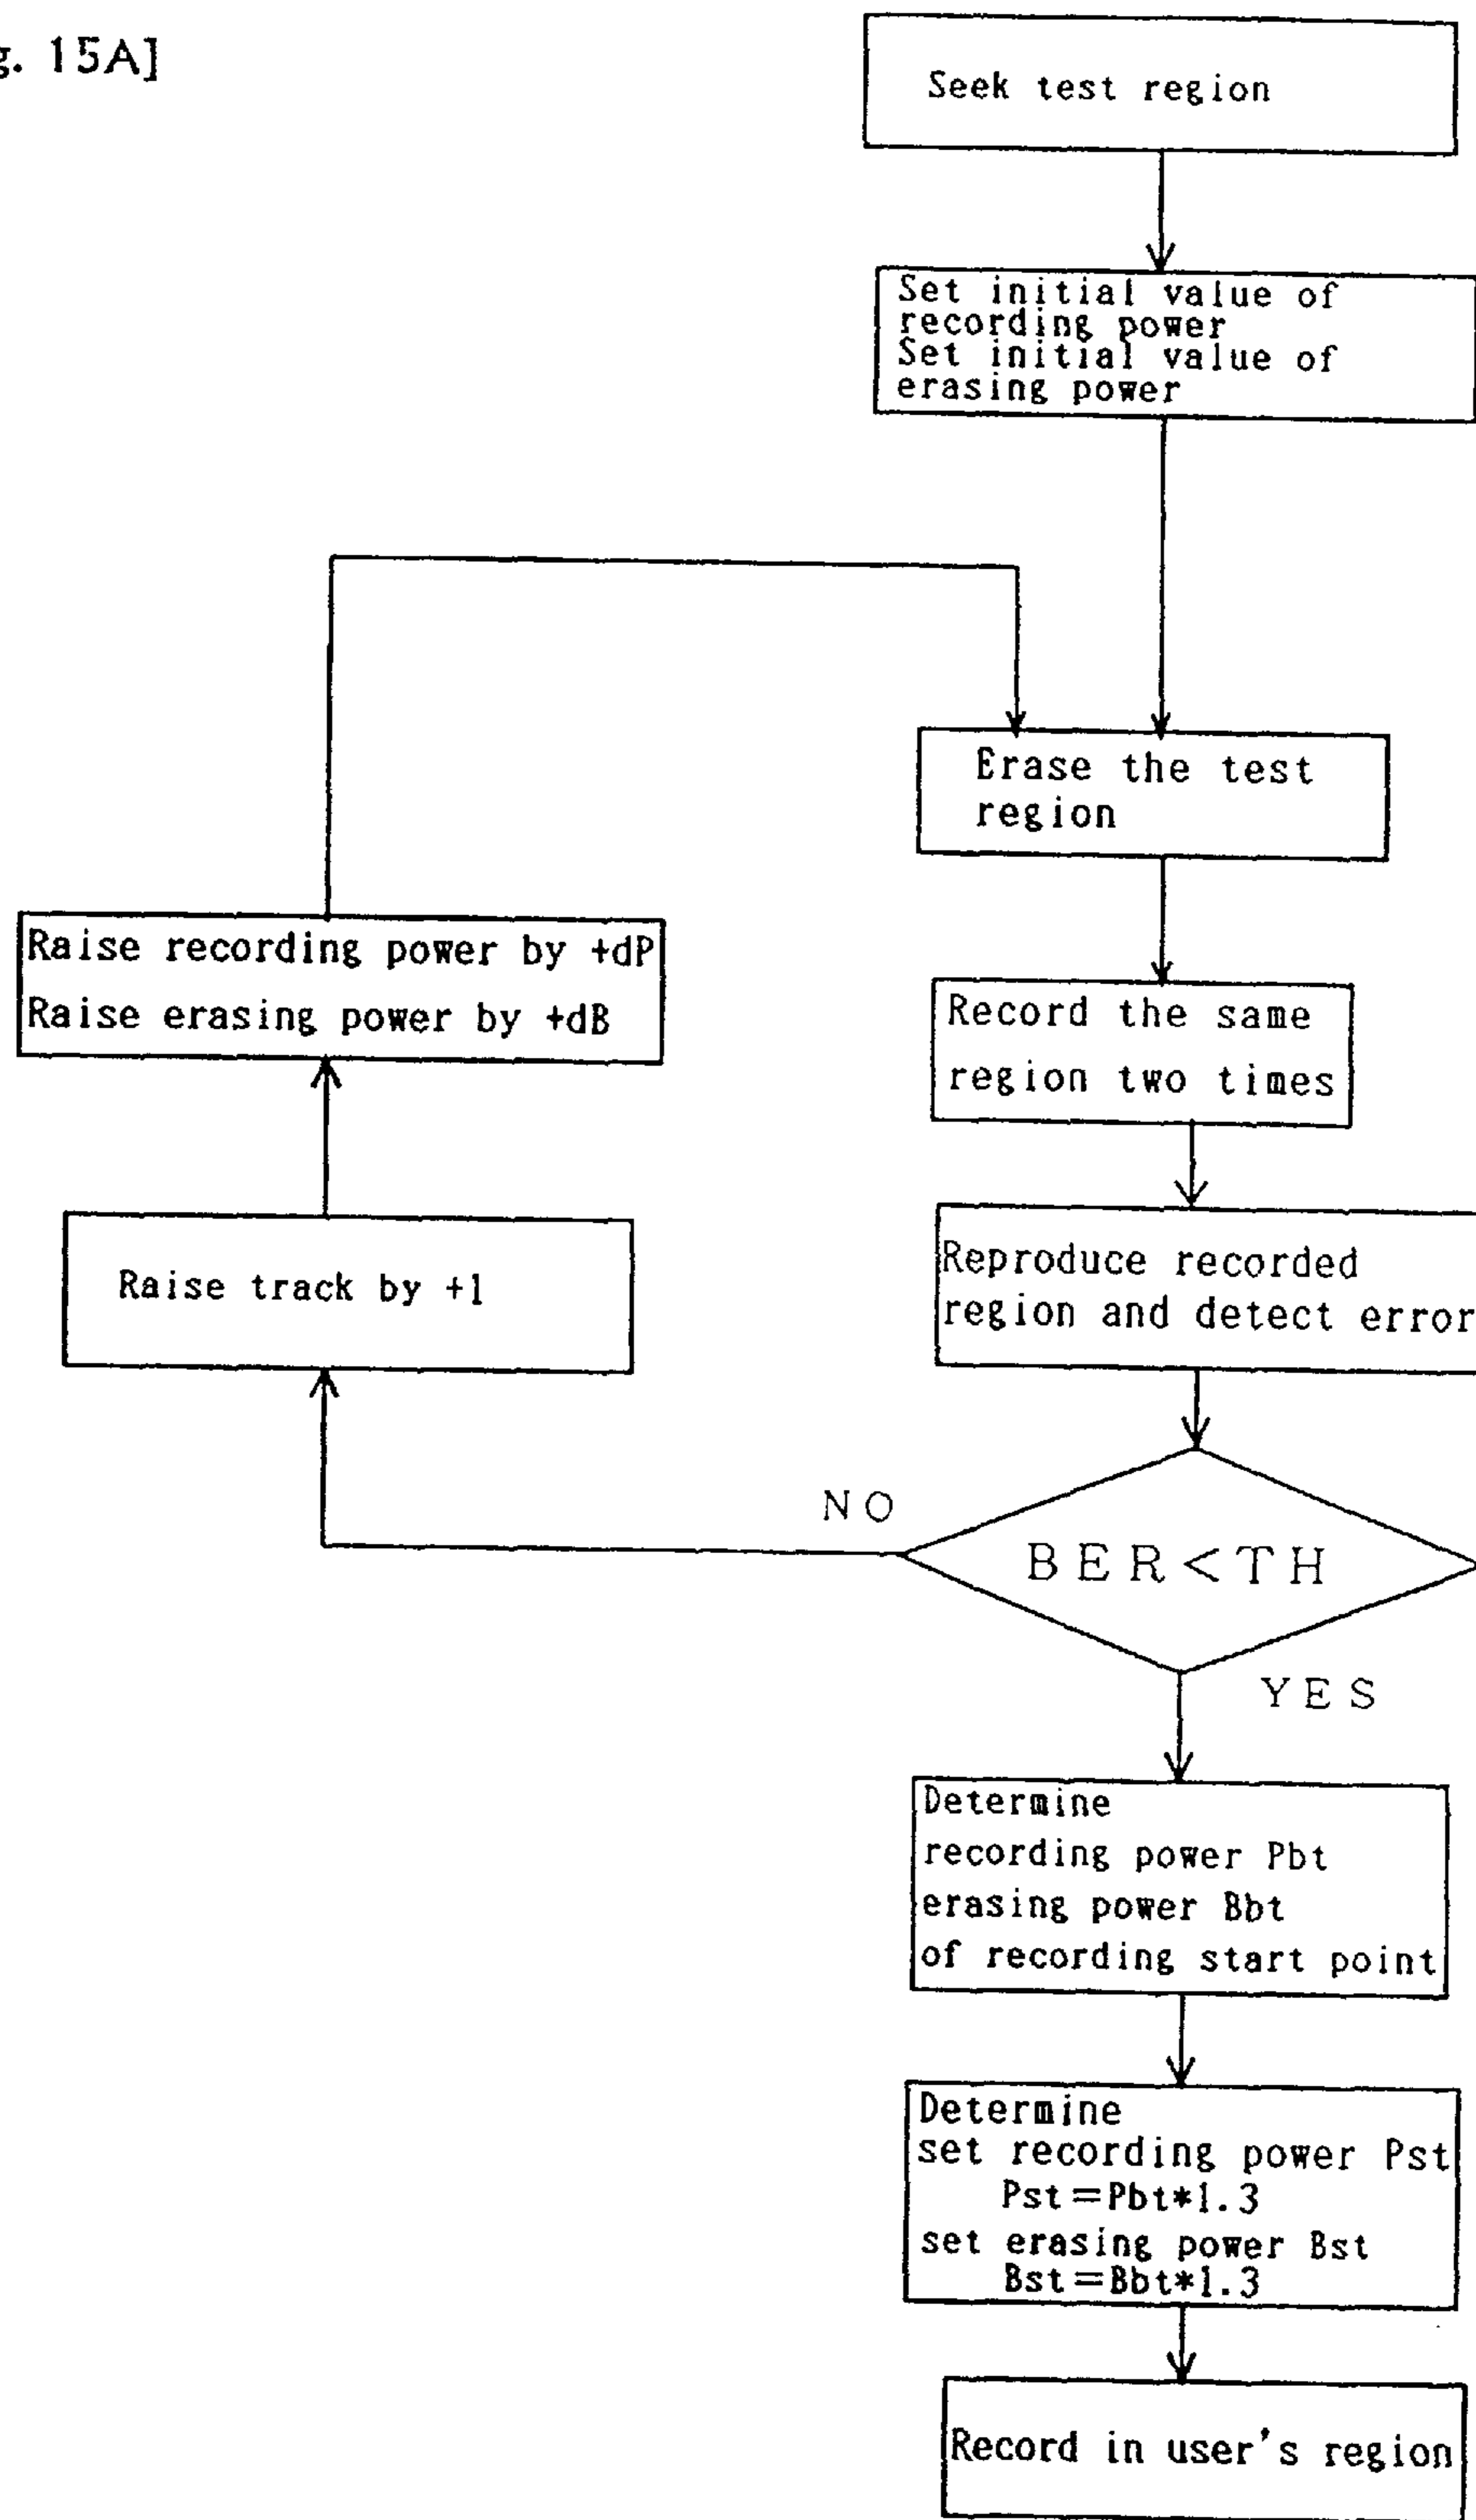 g. 15A]
Seek test region
Set initial value of
recording power
Set initial value of
erasing power
Erase the test
region
Raise recording power by +dP
Raise erasing power by +dB
Record the same
region two times
Raise track by +1
Reproduce recorded
region and detect error
NO
BER<TH
YES
Determine
recording power Pbt
erasing power Bbt
of recording start point
Determine
set recording power Pst
Pst=Pbt*1.3
set erasing power Bst
Bst=Bbt*1.3
Record in user's region